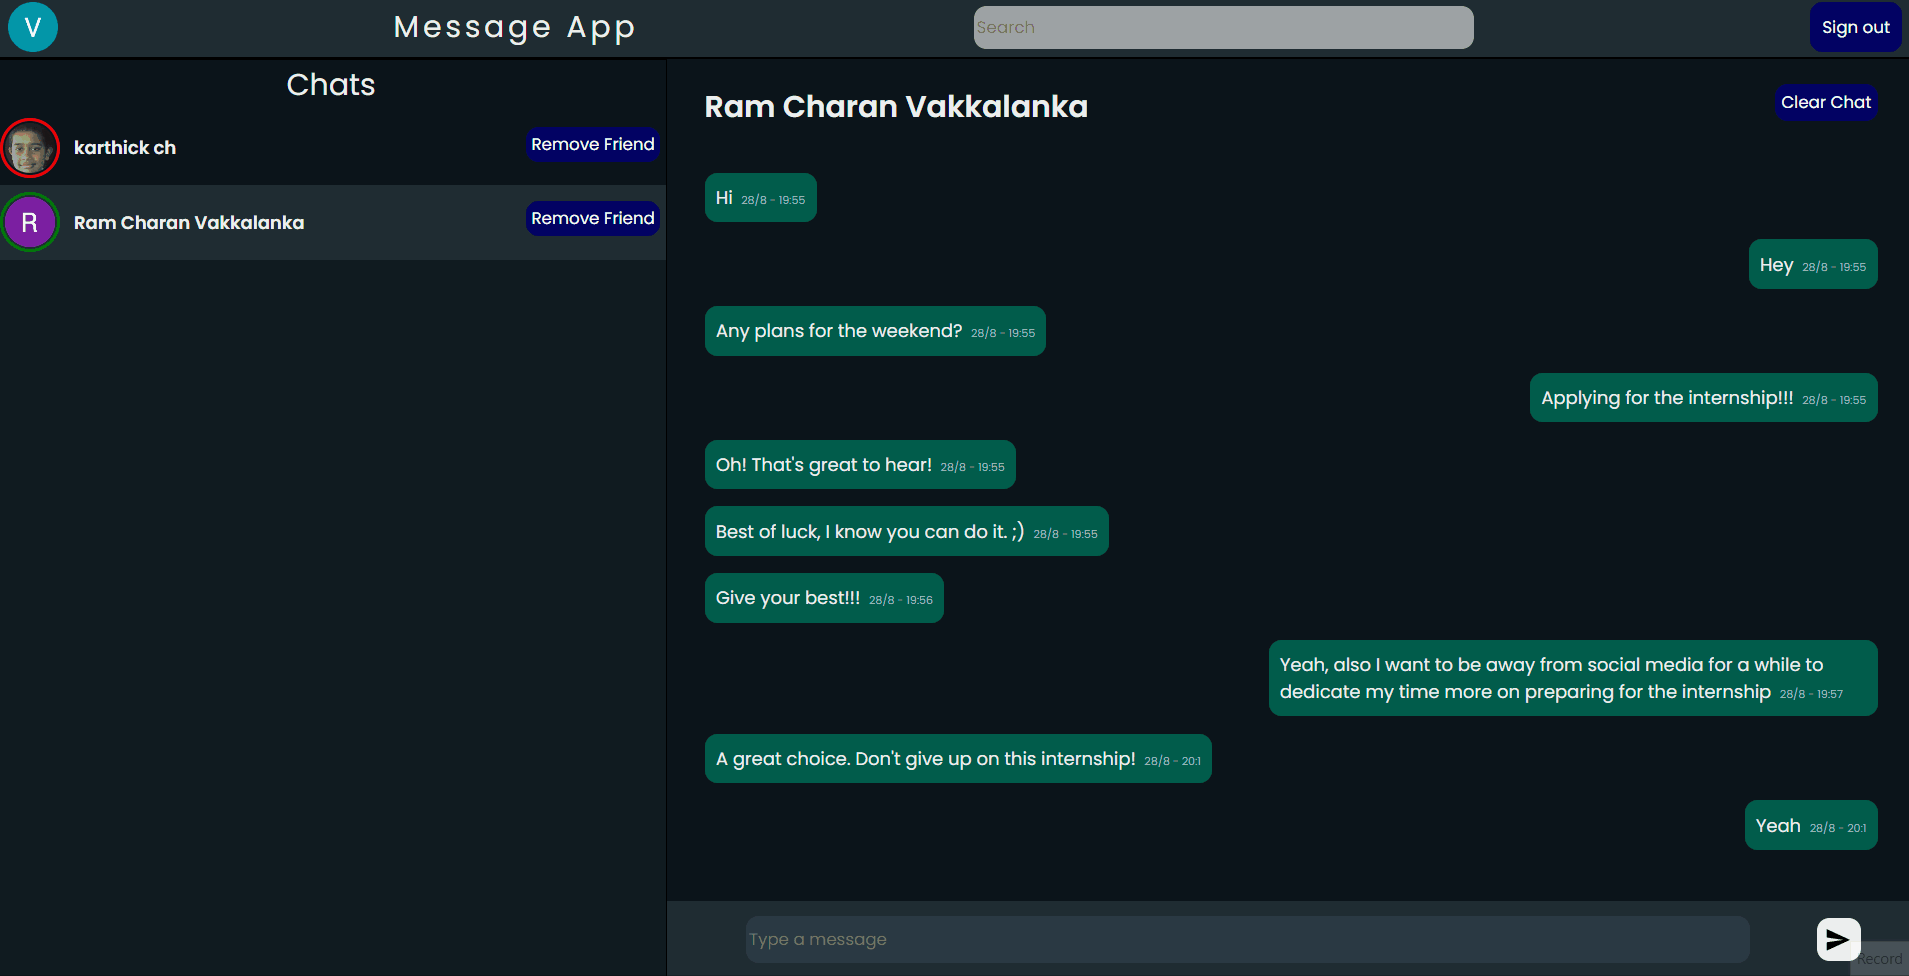 V
Message App
Search
Sign out
Chats
karthick ch
Remove Friend
R
Ram Charan Vakkalanka
Remove Friend
Ram Charan Vakkalanka
Clear Chat
Hi 28/8 - 19:55
Hey 28/8 - 19:55
Any plans for the weekend? 28/8 - 19:55
Applying for the internship!!! 28/8 - 19:55
Oh! That's great to hear! 28/8 - 19:55
Best of luck, I know you can do it. ;) 28/8 - 19:55
Give your best!!! 28/8 - 19:56
Yeah, also I want to be away from social media for a while to
dedicate my time more on preparing for the internship 28/8 - 19:57
A great choice. Don't give up on this internship! 28/8 - 20:1
Yeah 28/8 - 20:1
Type a message
Record